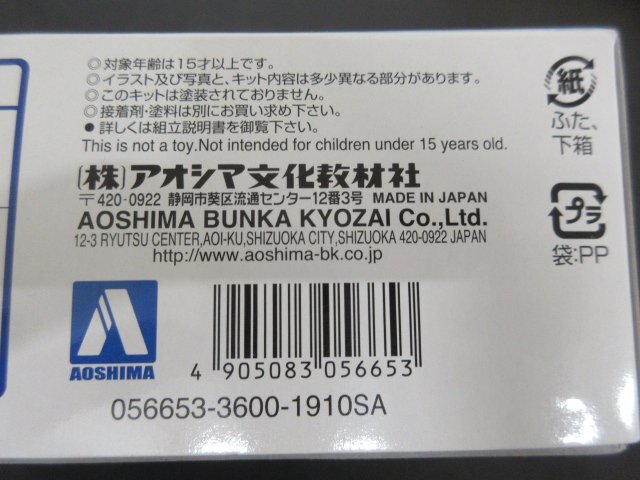 ◎対象年齢は15才以上です。
◎イラスト及び写真と、キット内容は多少異なる部分があります。
◎このキットは塗装されておりません。
◎接着剤・塗料は別にお買い求め下さい。
●詳しくは組立説明書を御覧下さい。
This is not a toy.Not intended for children under 15 years old.
(株)アオシマ文化教材社
〒420-0922 静岡市葵区流通センター12番3号 MADE IN JAPAN
AOSHIMA BUNKA KYOZAI Co.,Ltd.
12-3 RYUTSU CENTER,AOI-KU,SHIZUOKA CITY,SHIZUOKA 420-0922 JAPAN
http://www.aoshima-bk.co.jp
AOSHIMA
4 905083 056653
056653-3600-1910SA
紙
ふた、
下箱
プラ
袋:PP